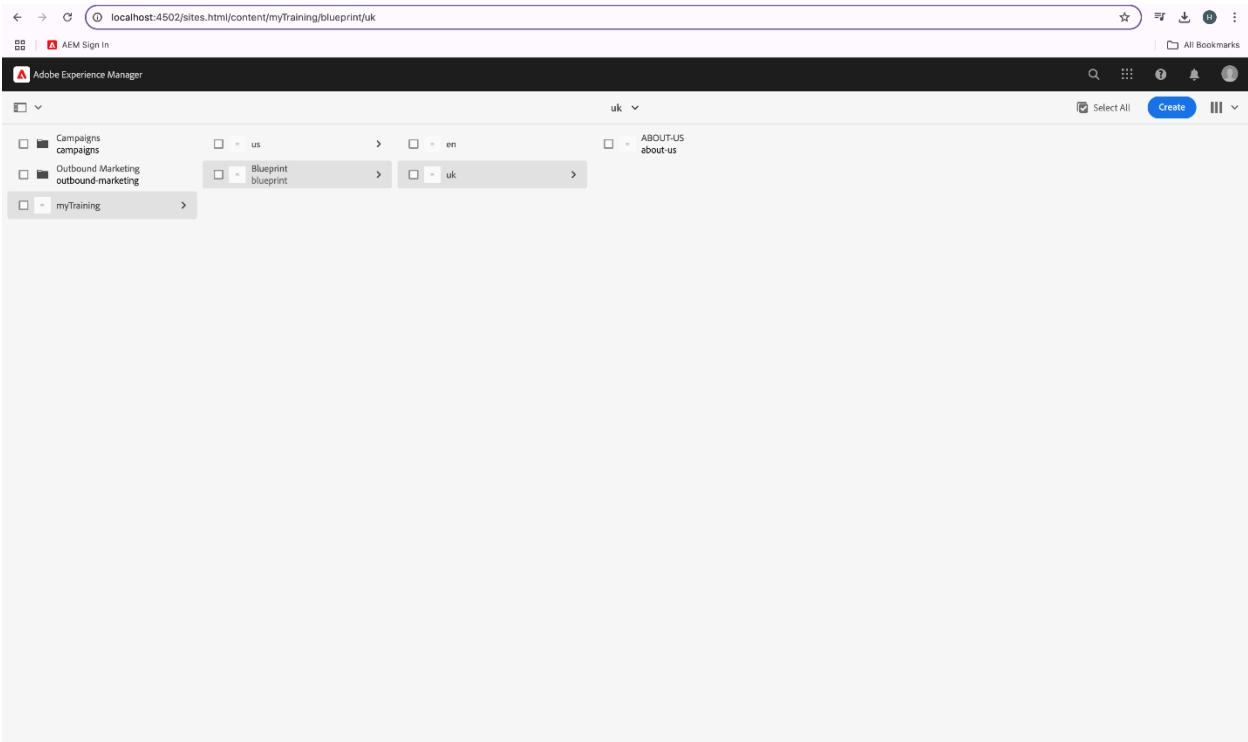 localhost:4502/sites.html/content/myTraining/blueprint/uk
H
AEM Sign In
All Bookmarks
Adobe Experience Manager
uk
Select All
Create
Campaigns
campaigns
Outbound Marketing
outbound-marketing
myTraining
us
Blueprint
blueprint
en
uk
ABOUT-US
about-us